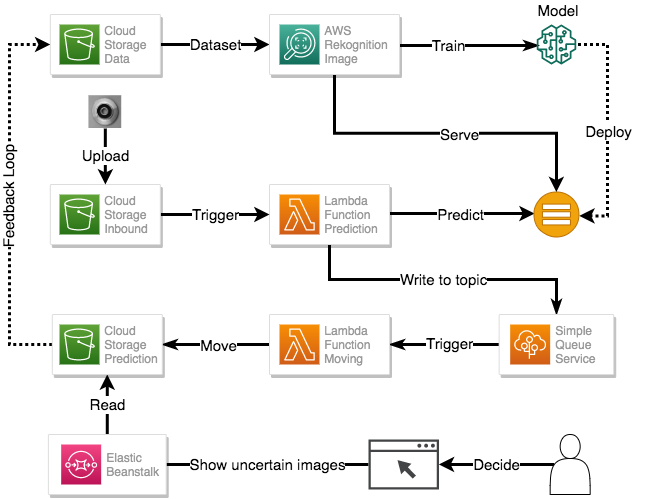 Model
Cloud
Storage
Data
Dataset
AWS
Rekognition
Image
Train
Serve
Deploy
Upload
Feedback Loop
Cloud
Storage
Inbound
Trigger
Lambda
Function
Prediction
Predict
Write to topic
Cloud
Storage
Prediction
Move
Lambda
Function
Moving
Trigger
Simple
Queue
Service
Read
Elastic
Beanstalk
Show uncertain images
Decide